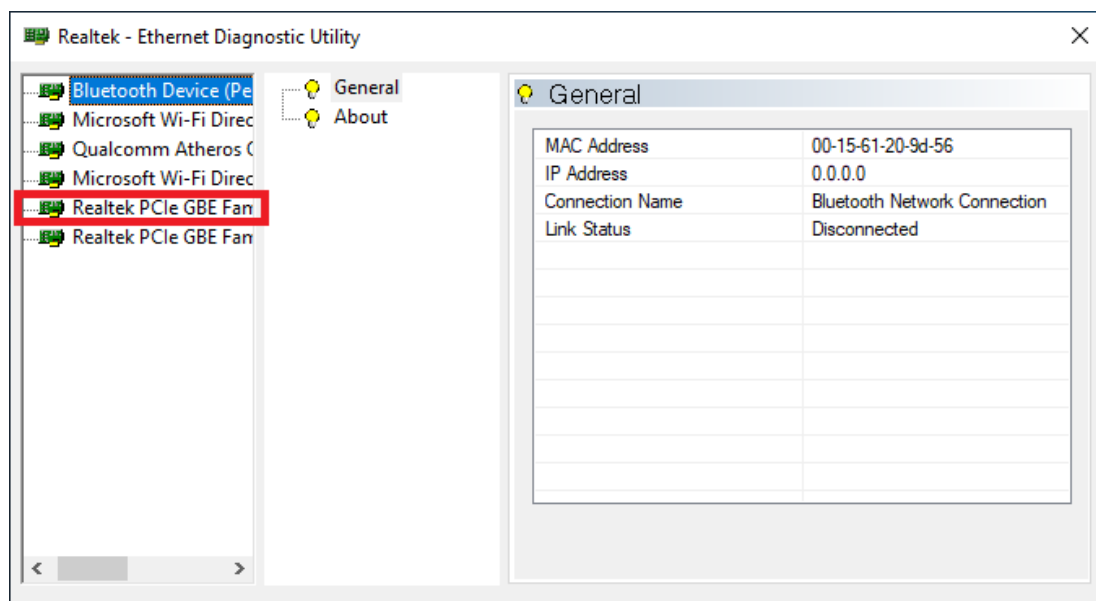 Realtek - Ethernet Diagnostic Utility
Bluetooth Device (Pe
Microsoft Wi-Fi Direc
Qualcomm Atheros (
Microsoft Wi-Fi Direc
Realtek PCIe GBE Fam
Realtek PCIe GBE Fam
General
About
General
MAC Address 00-15-61-20-9d-56
IP Address 0.0.0.0
Connection Name Bluetooth Network Connection
Link Status Disconnected